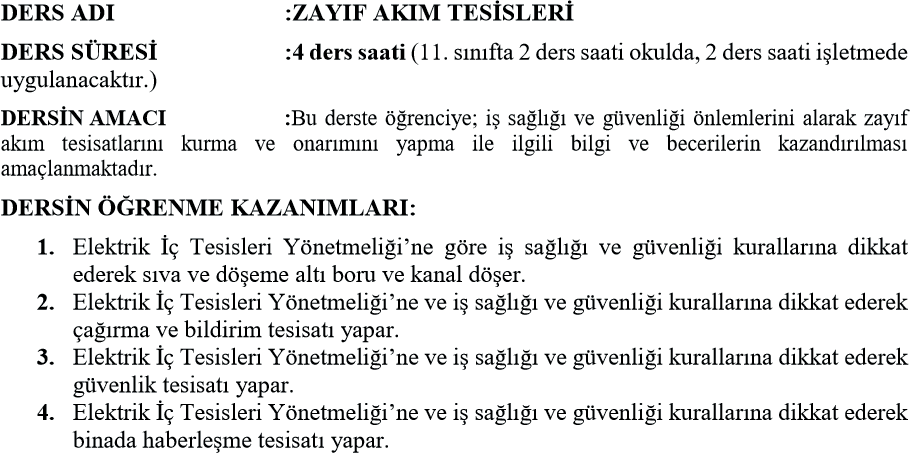 DERS ADI :ZAYIF AKIM TESİSLERİ
DERS SÜRESİ :4 ders saati (11. sınıfta 2 ders saati okulda, 2 ders saati işletmede
uygulanacaktır.)
DERSİN AMACI :Bu derste öğrenciye; iş sağlığı ve güvenliği önlemlerini alarak zayıf
akım tesisatlarını kurma ve onarımını yapma ile ilgili bilgi ve becerilerin kazandırılması
amaçlanmaktadır.
DERSİN ÖĞRENME KAZANIMLARI:
1. Elektrik İç Tesisleri Yönetmeliği’ne göre iş sağlığı ve güvenliği kurallarına dikkat
ederek sıva ve döşeme altı boru ve kanal döşer.
2. Elektrik İç Tesisleri Yönetmeliği’ne ve iş sağlığı ve güvenliği kurallarına dikkat ederek
çağırma ve bildirim tesisatı yapar.
3. Elektrik İç Tesisleri Yönetmeliği’ne ve iş sağlığı ve güvenliği kurallarına dikkat ederek
güvenlik tesisatı yapar.
4. Elektrik İç Tesisleri Yönetmeliği’ne ve iş sağlığı ve güvenliği kurallarına dikkat ederek
binada haberleşme tesisatı yapar.